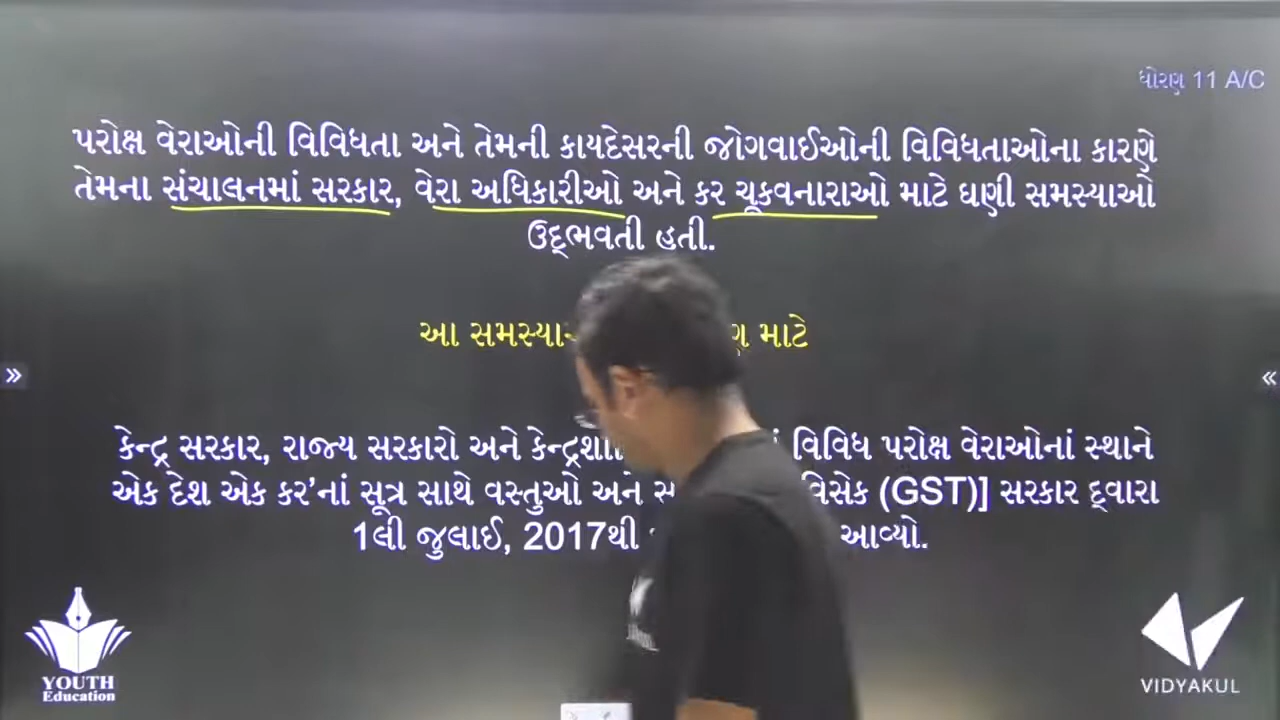 ધોરણ 11 A/C
પરોક્ષ વેરાઓની વિવિધતા અને તેમની કાયદેસરની જોગવાઈઓની વિવિધતાઓના કારણે
તેમના સંચાલનમાં સરકાર, વેરા અધિકારીઓ અને કર ચૂકવનારાઓ માટે ઘણી સમસ્યાઓ
ઉદ્ભવતી હતી.
આ માટે
કેન્દ્ર સરકાર, રાજ્ય સરકારો અને વિવિધ પરોક્ષ વેરાઓનાં સ્થાને
એક દેશ એક કર'નાં સૂત્ર સાથે વસ્તુઓ અને (GST)] સરકાર દ્વારા
1લી જુલાઈ, 2017થી આવ્યો.
YOUTH
Education
VIDYAKUL